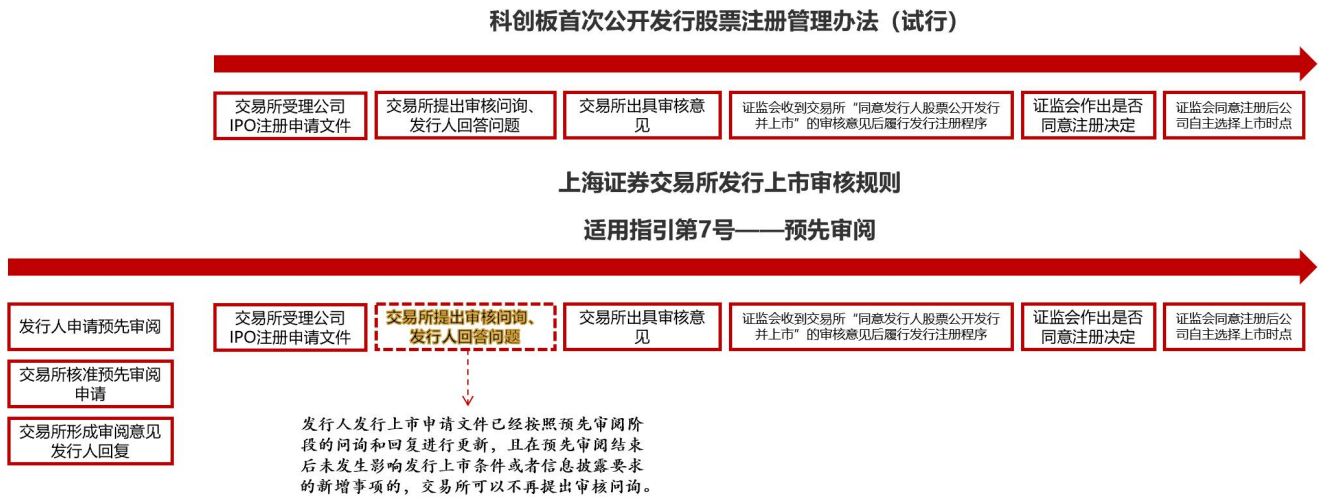 科创板首次公开发行股票注册管理办法（试行）
交易所受理公司
IPO注册申请文件
交易所提出审核问询、
发行人回答问题
交易所出具审核意
见
证监会收到交易所“同意发行人股票公开发行
并上市”的审核意见后履行发行注册程序
证监会作出是否
同意注册决定
证监会同意注册后公
司自主选择上市时点
上海证券交易所发行上市审核规则
适用指引第7号——预先审阅
发行人申请预先审阅
交易所核准预先审阅
申请
交易所形成审阅意见
发行人回复
交易所受理公司
IPO注册申请文件
交易所提出审核问询、
发行人回答问题
交易所出具审核意
见
证监会收到交易所“同意发行人股票公开发行
并上市”的审核意见后履行发行注册程序
证监会作出是否
同意注册决定
证监会同意注册后公
司自主选择上市时点
发行人发行上市申请文件已经按照预先审阅阶
段的问询和回复进行更新，且在预先审阅结束
后未发生影响发行上市条件或者信息披露要求
的新增事项的，交易所可以不再提出审核问询。